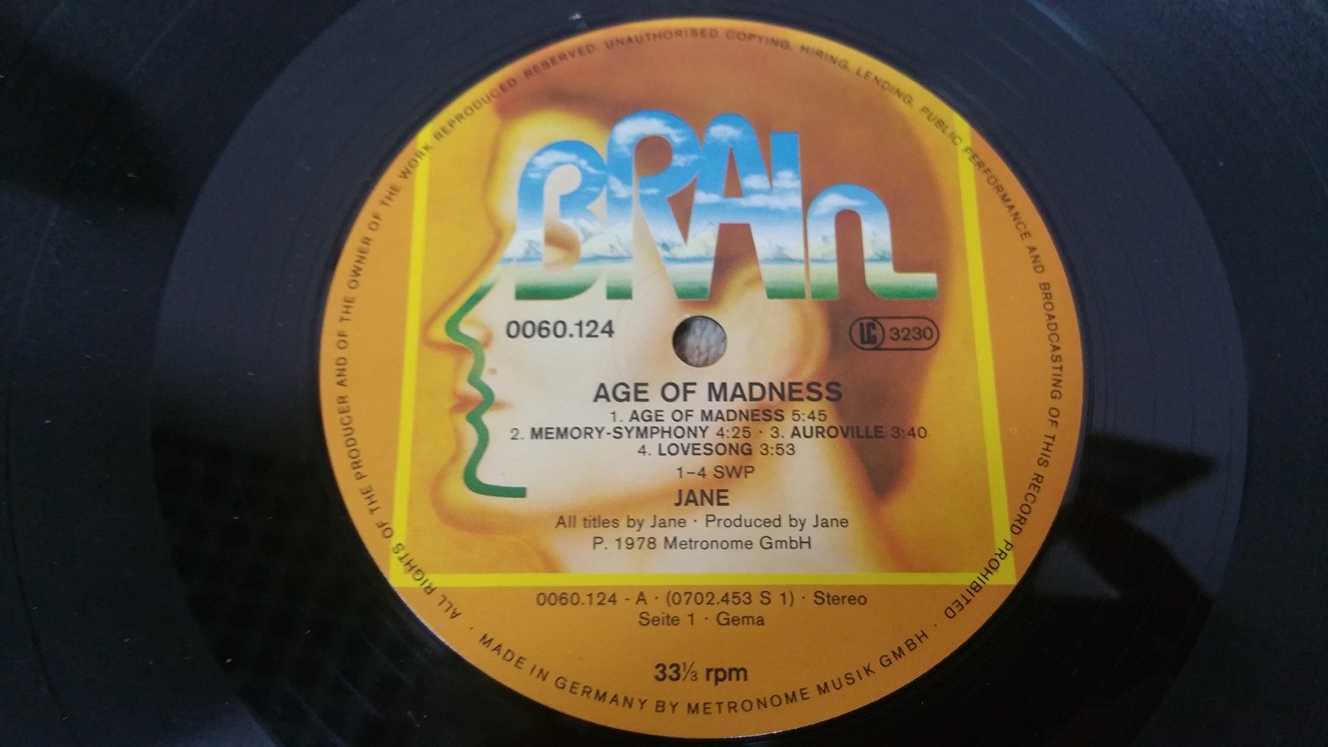 ALL RIGHTS OF THE PRODUCER AND OF THE OWNER OF THE WORK REPRODUCED RESERVED. UNAUTHORISED COPYING, HIRING, LENDING, PUBLIC PERFORMANCE AND BROADCASTING OF THIS RECORD PROHIBITED ·
BRAIn
0060.124
LC 3230
AGE OF MADNESS
1. AGE OF MADNESS 5:45
2. MEMORY-SYMPHONY 4:25 · 3. AUROVILLE 3:40
4. LOVESONG 3:53
1–4 SWP
JANE
All titles by Jane · Produced by Jane
P. 1978 Metronome GmbH
0060.124 - A · (0702.453 S 1) · Stereo
Seite 1 · Gema
33⅓ rpm
MADE IN GERMANY BY METRONOME MUSIK GMBH ·